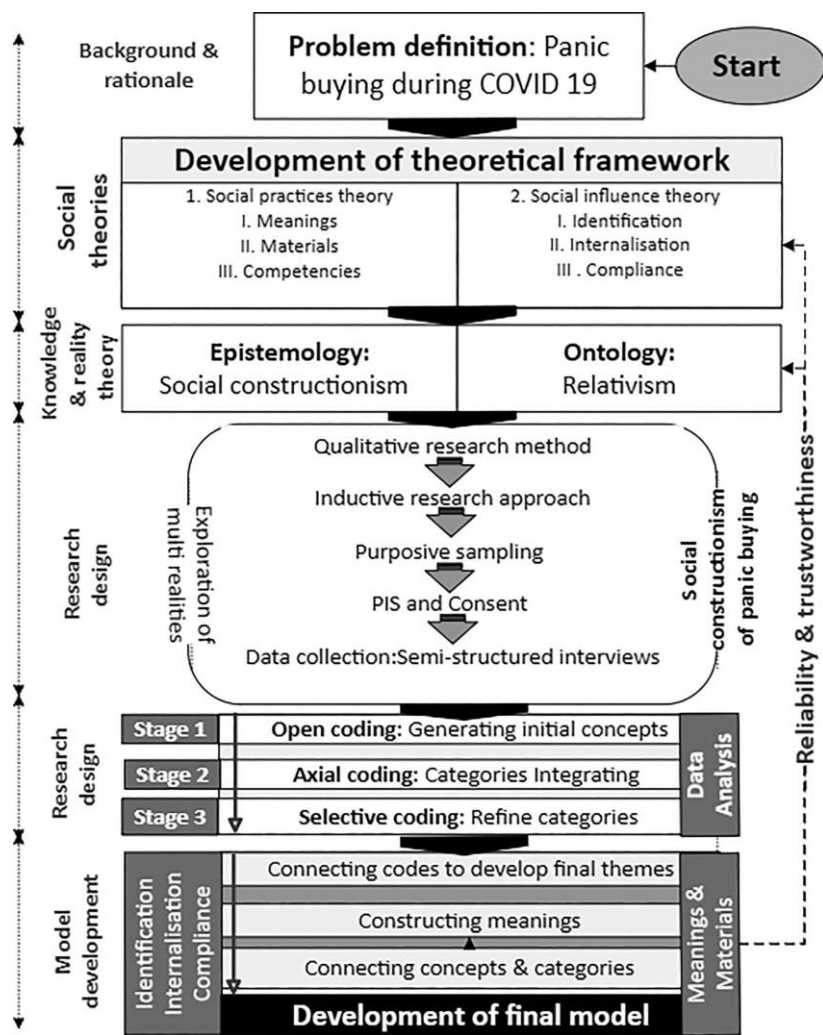 Background &
rationale
Problem definition: Panic
buying during COVID 19
Start
Social
theories
Development of theoretical framework
1. Social practices theory
I. Meanings
II. Materials
III. Competencies
2. Social influence theory
I. Identification
II. Internalisation
III . Compliance
Knowledge
& reality
theory
Epistemology:
Social constructionism
Ontology:
Relativism
Research
design
Exploration of
multi realities
Qualitative research method
Inductive research approach
Purposive sampling
PIS and Consent
Data collection:Semi-structured interviews
Social
constructionism
of panic buying
Reliability & trustworthiness
Research
design
Stage 1
Open coding: Generating initial concepts
Stage 2
Axial coding: Categories Integrating
Stage 3
Selective coding: Refine categories
Data
Analysis
Model
development
Identification
Internalisation
Compliance
Connecting codes to develop final themes
Constructing meanings
Connecting concepts & categories
Development of final model
Meanings &
Materials